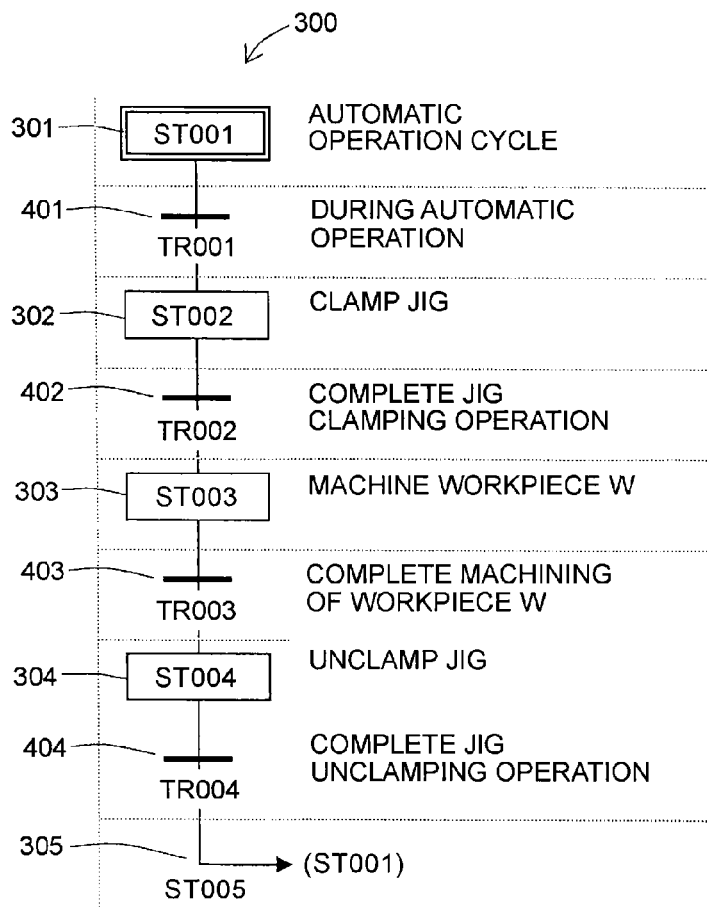 300
301 ST001 AUTOMATIC
OPERATION CYCLE
401 DURING AUTOMATIC
TR001 OPERATION
302 ST002 CLAMP JIG
402 COMPLETE JIG
TR002 CLAMPING OPERATION
303 ST003 MACHINE WORKPIECE W
403 COMPLETE MACHINING
TR003 OF WORKPIECE W
304 ST004 UNCLAMP JIG
404 COMPLETE JIG
TR004 UNCLAMPING OPERATION
305 (ST001)
ST005